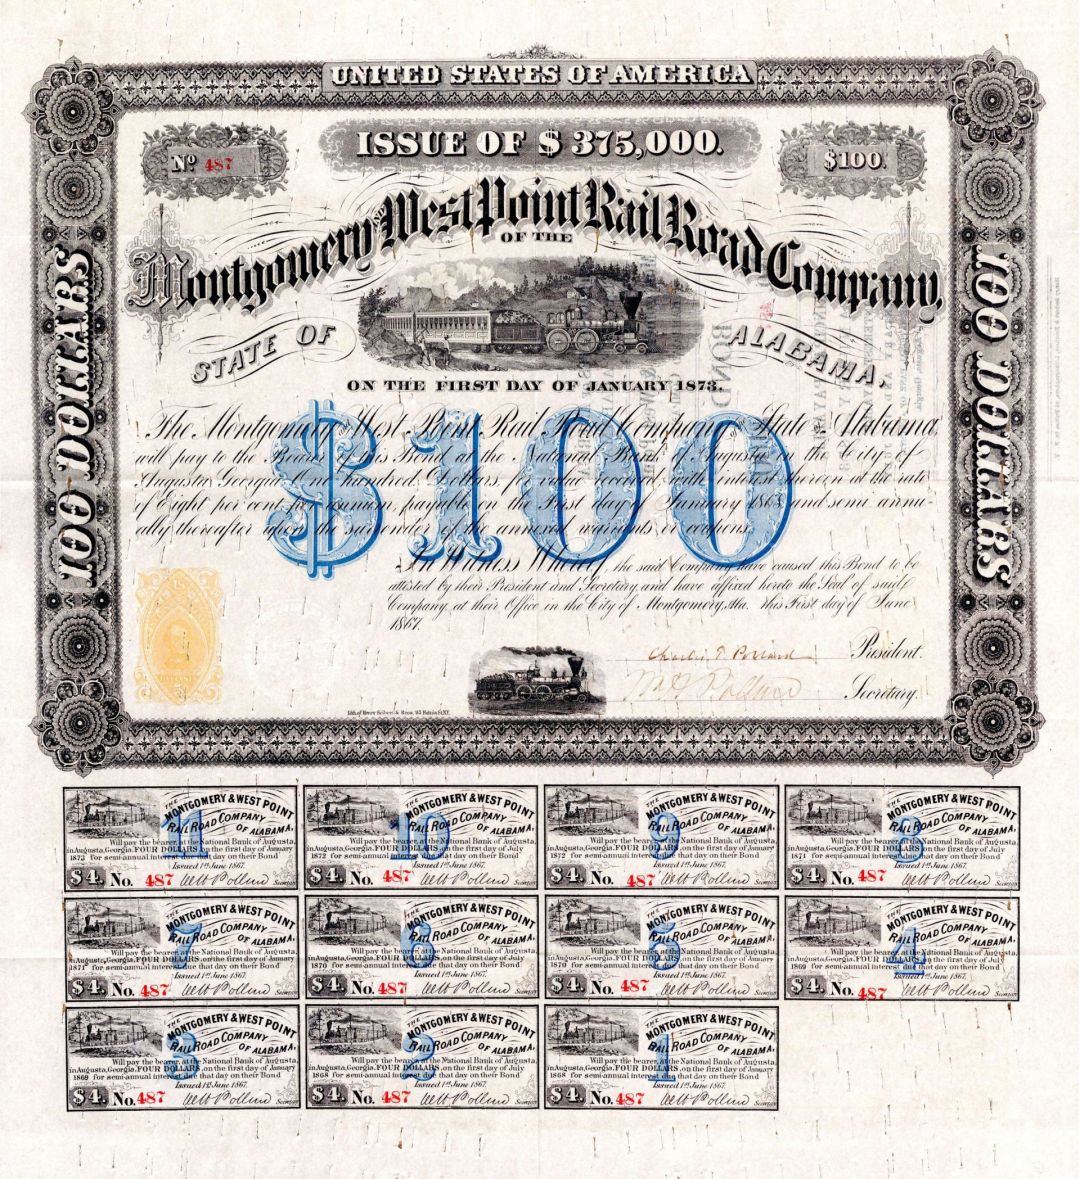 UNITED STATES OF AMERICA
ISSUE OF $ 375,000.
Nº 487
$100.
Montgomery and West Point Rail Road Company,
OF THE
STATE OF ALABAMA,
ON THE FIRST DAY OF JANUARY 1873.
100 DOLLARS
100 DOLLARS
$100
The Montgomery and West Point Rail Road Company of the State of Alabama,
will pay to the Bearer of this Bond, at the National Bank of Augusta in the City of
Augusta Georgia, One Hundred Dollars for value received, with interest thereon at the rate
of Eight per cent per annum, payable on the First day of January 1868, and semi annu
ally thereafter upon the surrender of the annexed warrants or coupons.
In Witness Whereof, the said Company have caused this Bond to be
attested by their President and Secretary, and have affixed hereto the Seal of said
Company, at their Office in the City of Montgomery, Ala. this First day of June
1867.
Charles T Pollard President.
Secretary.
THE MONTGOMERY & WEST POINT
RAIL ROAD COMPANY
OF ALABAMA,
11
Will pay the bearer, at the National Bank of Augusta,
in Augusta, Georgia. FOUR DOLLARS, on the first day of January
1873 for semi-annual interest due that day on their Bond
Issued 1st June 1867.
$4. No. 487
THE MONTGOMERY & WEST POINT
RAIL ROAD COMPANY
OF ALABAMA,
10
Will pay the bearer, at the National Bank of Augusta,
in Augusta, Georgia. FOUR DOLLARS, on the first day of July
1872 for semi-annual interest due that day on their Bond
Issued 1st June 1867.
$4. No. 487
THE MONTGOMERY & WEST POINT
RAIL ROAD COMPANY
OF ALABAMA,
9
Will pay the bearer, at the National Bank of Augusta,
in Augusta, Georgia. FOUR DOLLARS, on the first day of January
1872 for semi-annual interest due that day on their Bond
Issued 1st June 1867.
$4. No. 487
THE MONTGOMERY & WEST POINT
RAIL ROAD COMPANY
OF ALABAMA,
8
Will pay the bearer, at the National Bank of Augusta,
in Augusta, Georgia. FOUR DOLLARS, on the first day of July
1871 for semi-annual interest due that day on their Bond
Issued 1st June 1867.
$4. No. 487
THE MONTGOMERY & WEST POINT
RAIL ROAD COMPANY
OF ALABAMA,
7
Will pay the bearer, at the National Bank of Augusta,
in Augusta, Georgia. FOUR DOLLARS, on the first day of January
1871 for semi-annual interest due that day on their Bond
Issued 1st June 1867.
$4. No. 487
THE MONTGOMERY & WEST POINT
RAIL ROAD COMPANY
OF ALABAMA,
6
Will pay the bearer, at the National Bank of Augusta,
in Augusta, Georgia. FOUR DOLLARS, on the first day of July
1870 for semi-annual interest due that day on their Bond
Issued 1st June 1867.
$4. No. 487
THE MONTGOMERY & WEST POINT
RAIL ROAD COMPANY
OF ALABAMA,
5
Will pay the bearer, at the National Bank of Augusta,
in Augusta, Georgia. FOUR DOLLARS, on the first day of January
1870 for semi-annual interest due that day on their Bond
Issued 1st June 1867.
$4. No. 487
THE MONTGOMERY & WEST POINT
RAIL ROAD COMPANY
OF ALABAMA,
4
Will pay the bearer, at the National Bank of Augusta,
in Augusta, Georgia. FOUR DOLLARS, on the first day of July
1869 for semi-annual interest due that day on their Bond
Issued 1st June 1867.
$4. No. 487
THE MONTGOMERY & WEST POINT
RAIL ROAD COMPANY
OF ALABAMA,
3
Will pay the bearer, at the National Bank of Augusta,
in Augusta, Georgia. FOUR DOLLARS, on the first day of January
1869 for semi-annual interest due that day on their Bond
Issued 1st June 1867.
$4. No. 487
THE MONTGOMERY & WEST POINT
RAIL ROAD COMPANY
OF ALABAMA,
2
Will pay the bearer, at the National Bank of Augusta,
in Augusta, Georgia. FOUR DOLLARS, on the first day of July
1868 for semi-annual interest due that day on their Bond
Issued 1st June 1867.
$4. No. 487
THE MONTGOMERY & WEST POINT
RAIL ROAD COMPANY
OF ALABAMA,
1
Will pay the bearer, at the National Bank of Augusta,
in Augusta, Georgia. FOUR DOLLARS, on the first day of January
1868 for semi-annual interest due that day on their Bond
Issued 1st June 1867.
$4. No. 487